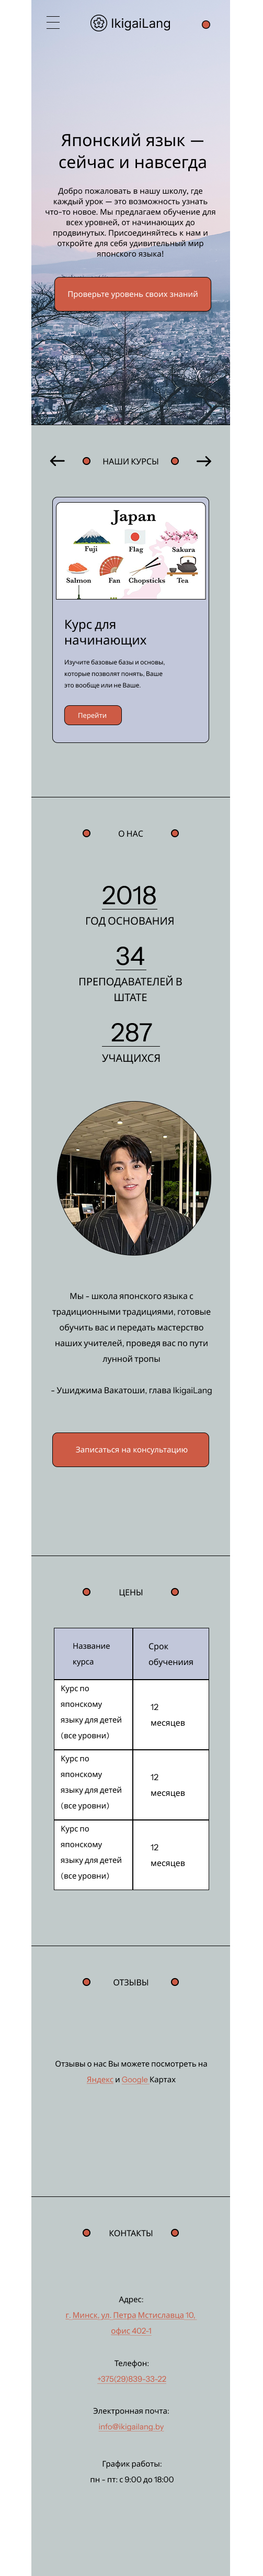 IkigaiLang
Японский язык —
сейчас и навсегда
Добро пожаловать в нашу школу, где
каждый урок — это возможность узнать
что-то новое. Мы предлагаем обучение для
всех уровней, от начинающих до
продвинутых. Присоединяйтесь к нам и
откройте для себя удивительный мир
японского языка!
Проверьте уровень своих знаний
НАШИ КУРСЫ
Japan
Fuji
Flag
Sakura
Salmon
Fan
Chopsticks
Tea
Курс для
начинающих
Изучите базовые базы и основы,
которые позволят понять, Ваше
это вообще или не Ваше.
Перейти
О НАС
2018
ГОД ОСНОВАНИЯ
34
ПРЕПОДАВАТЕЛЕЙ В
ШТАТЕ
287
УЧАЩИХСЯ
Мы – школа японского языка с
традиционными традициями, готовые
обучить вас и передать мастерство
наших учителей, проведя вас по пути
лунной тропы
– Ушиджима Вакатоши, глава IkigaiLang
Записаться на консультацию
ЦЕНЫ
Название
курса
Срок
обучениия
Курс по
японскому
языку для детей
(все уровни)
12
месяцев
Курс по
японскому
языку для детей
(все уровни)
12
месяцев
Курс по
японскому
языку для детей
(все уровни)
12
месяцев
ОТЗЫВЫ
Отзывы о нас Вы можете посмотреть на
Яндекс и Google Картах
КОНТАКТЫ
Адрес:
г. Минск, ул. Петра Мстиславца 10,
офис 402-1
Телефон:
+375(29)839-33-22
Электронная почта:
info@ikigailang.by
График работы:
пн – пт: с 9:00 до 18:00